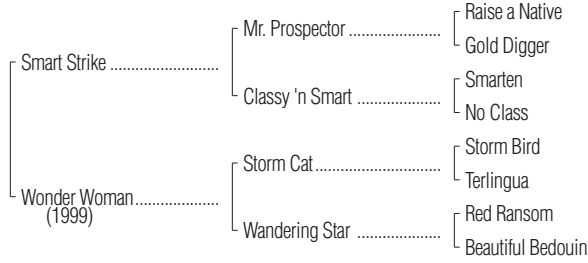 Raise a Native
Mr. Prospector ....................
Gold Digger
Smart Strike ........................
Smarten
Classy 'n Smart ..................
No Class
Storm Bird
Storm Cat...........................
Terlingua
Wonder Woman..................
(1999)
Red Ransom
Wandering Star ..................
Beautiful Bedouin